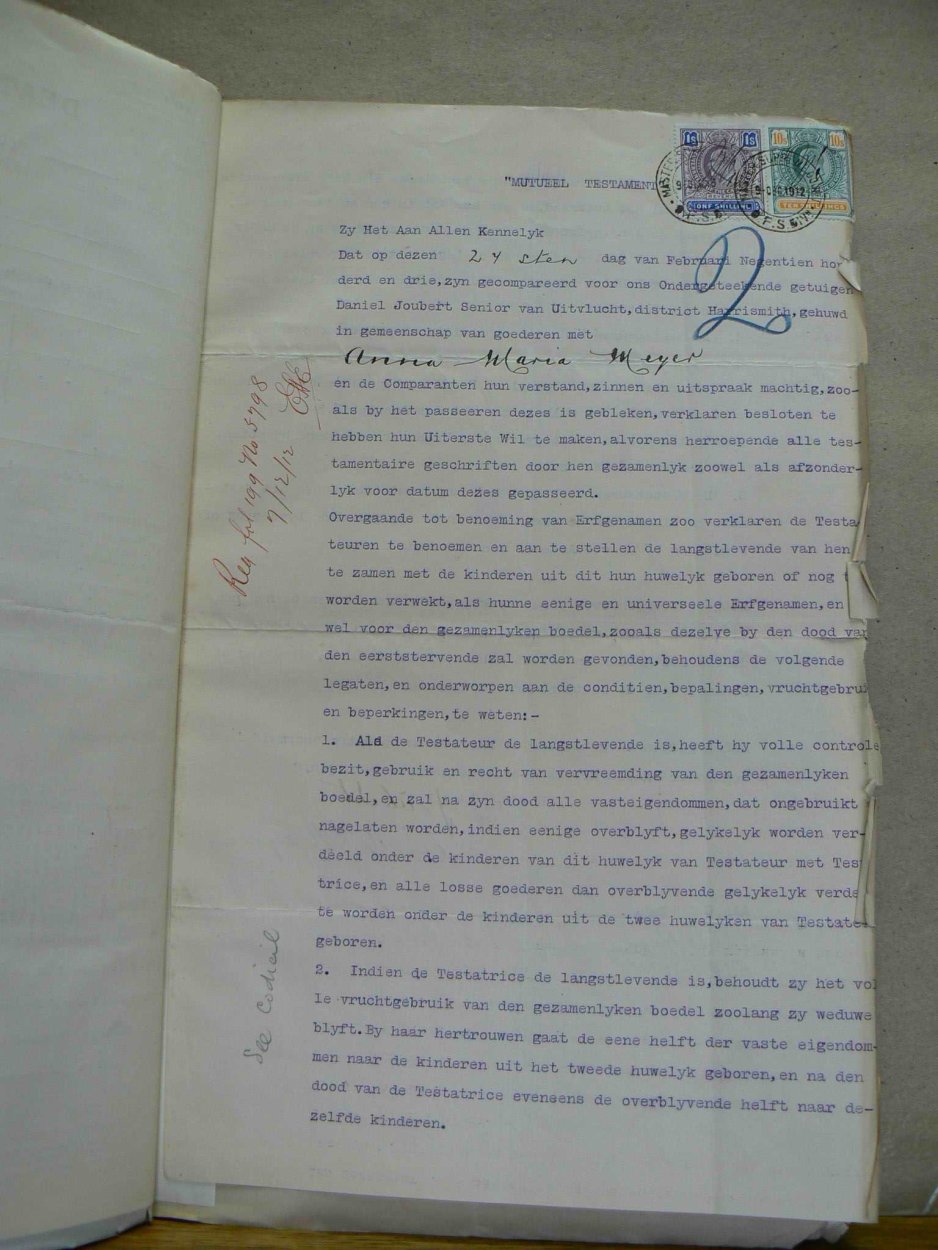 1s 1s
ONE SHILLING
10s 10s
TEN SHILLINGS
"MUTUEEL TESTAMENT
Zy Het Aan Allen Kennelyk
Dat op dezen 24 sten dag van Februari Negentien hon
derd en drie,zyn gecompareerd voor ons Ondergeteekende getuigen
Daniel Joubert Senior van Uitvlucht,district Harrismith,gehuwd
in gemeenschap van goederen met
Anna Maria Meyer
en de Comparanten hun verstand,zinnen en uitspraak machtig,zoo-
als by het passeeren dezes is gebleken,verklaren besloten te
hebben hun Uiterste Wil te maken,alvorens herroepende alle tes-
tamentaire geschriften door hen gezamenlyk zoowel als afzonder-
lyk voor datum dezes gepasseerd.
Overgaande tot benoeming van Erfgenamen zoo verklaren de Testa
teuren te benoemen en aan te stellen de langstlevende van hen
te zamen met de kinderen uit dit hun huwelyk geboren of nog t
worden verwekt,als hunne eenige en universeele Erfgenamen,en
wel voor den gezamenlyken boedel,zooals dezelve by den dood van
den eerststervende zal worden gevonden,behoudens de volgende
legaten,en onderworpen aan de conditien,bepalingen,vruchtgebrui
en beperkingen,te weten:-
1. Als de Testateur de langstlevende is,heeft hy volle controle
bezit,gebruik en recht van vervreemding van den gezamenlyken
boedel,en zal na zyn dood alle vasteigendommen,dat ongebruikt
nagelaten worden,indien eenige overblyft,gelykelyk worden ver-
deeld onder de kinderen van dit huwelyk van Testateur met Tes
trice,en alle losse goederen dan overblyvende gelykelyk verde
te worden onder de kinderen uit de twee huwelyken van Testate
geboren.
2. Indien de Testatrice de langstlevende is,behoudt zy het vol
le vruchtgebruik van den gezamenlyken boedel zoolang zy weduwe
blyft.By haar hertrouwen gaat de eene helft der vaste eigendom-
men naar de kinderen uit het tweede huwelyk geboren,en na den
dood van de Testatrice eveneens de overblyvende helft naar de-
zelfde kinderen.
2
Reg fol 199 No 5798
7/12/12
See Codicil